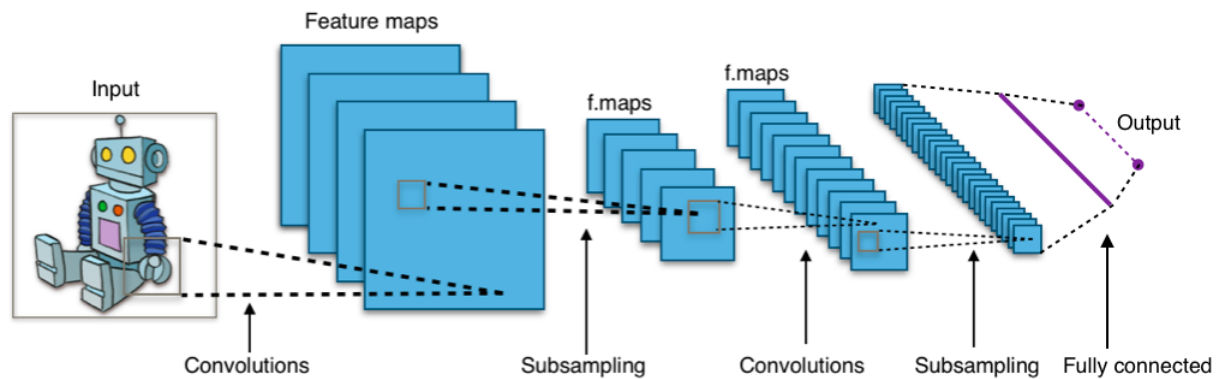 Feature maps
Input
f.maps
f.maps
Output
Convolutions
Subsampling
Convolutions
Subsampling
Fully connected